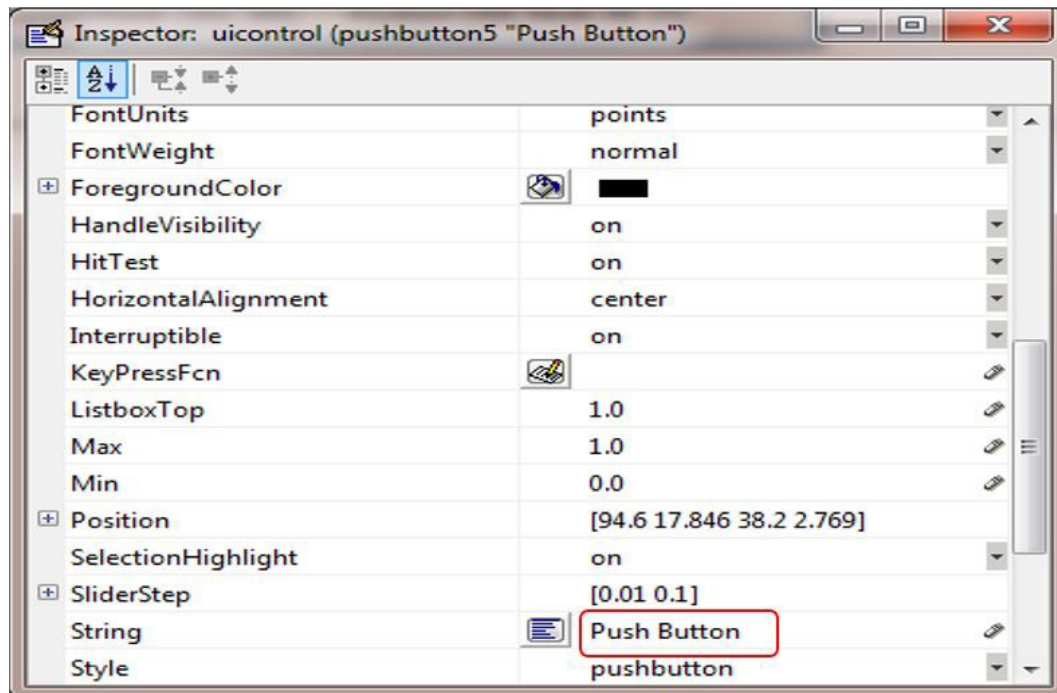 Inspector: uicontrol (pushbutton5 "Push Button")
FontUnits points
FontWeight normal
ForegroundColor
HandleVisibility on
HitTest on
HorizontalAlignment center
Interruptible on
KeyPressFcn
ListboxTop 1.0
Max 1.0
Min 0.0
Position [94.6 17.846 38.2 2.769]
SelectionHighlight on
SliderStep [0.01 0.1]
String Push Button
Style pushbutton